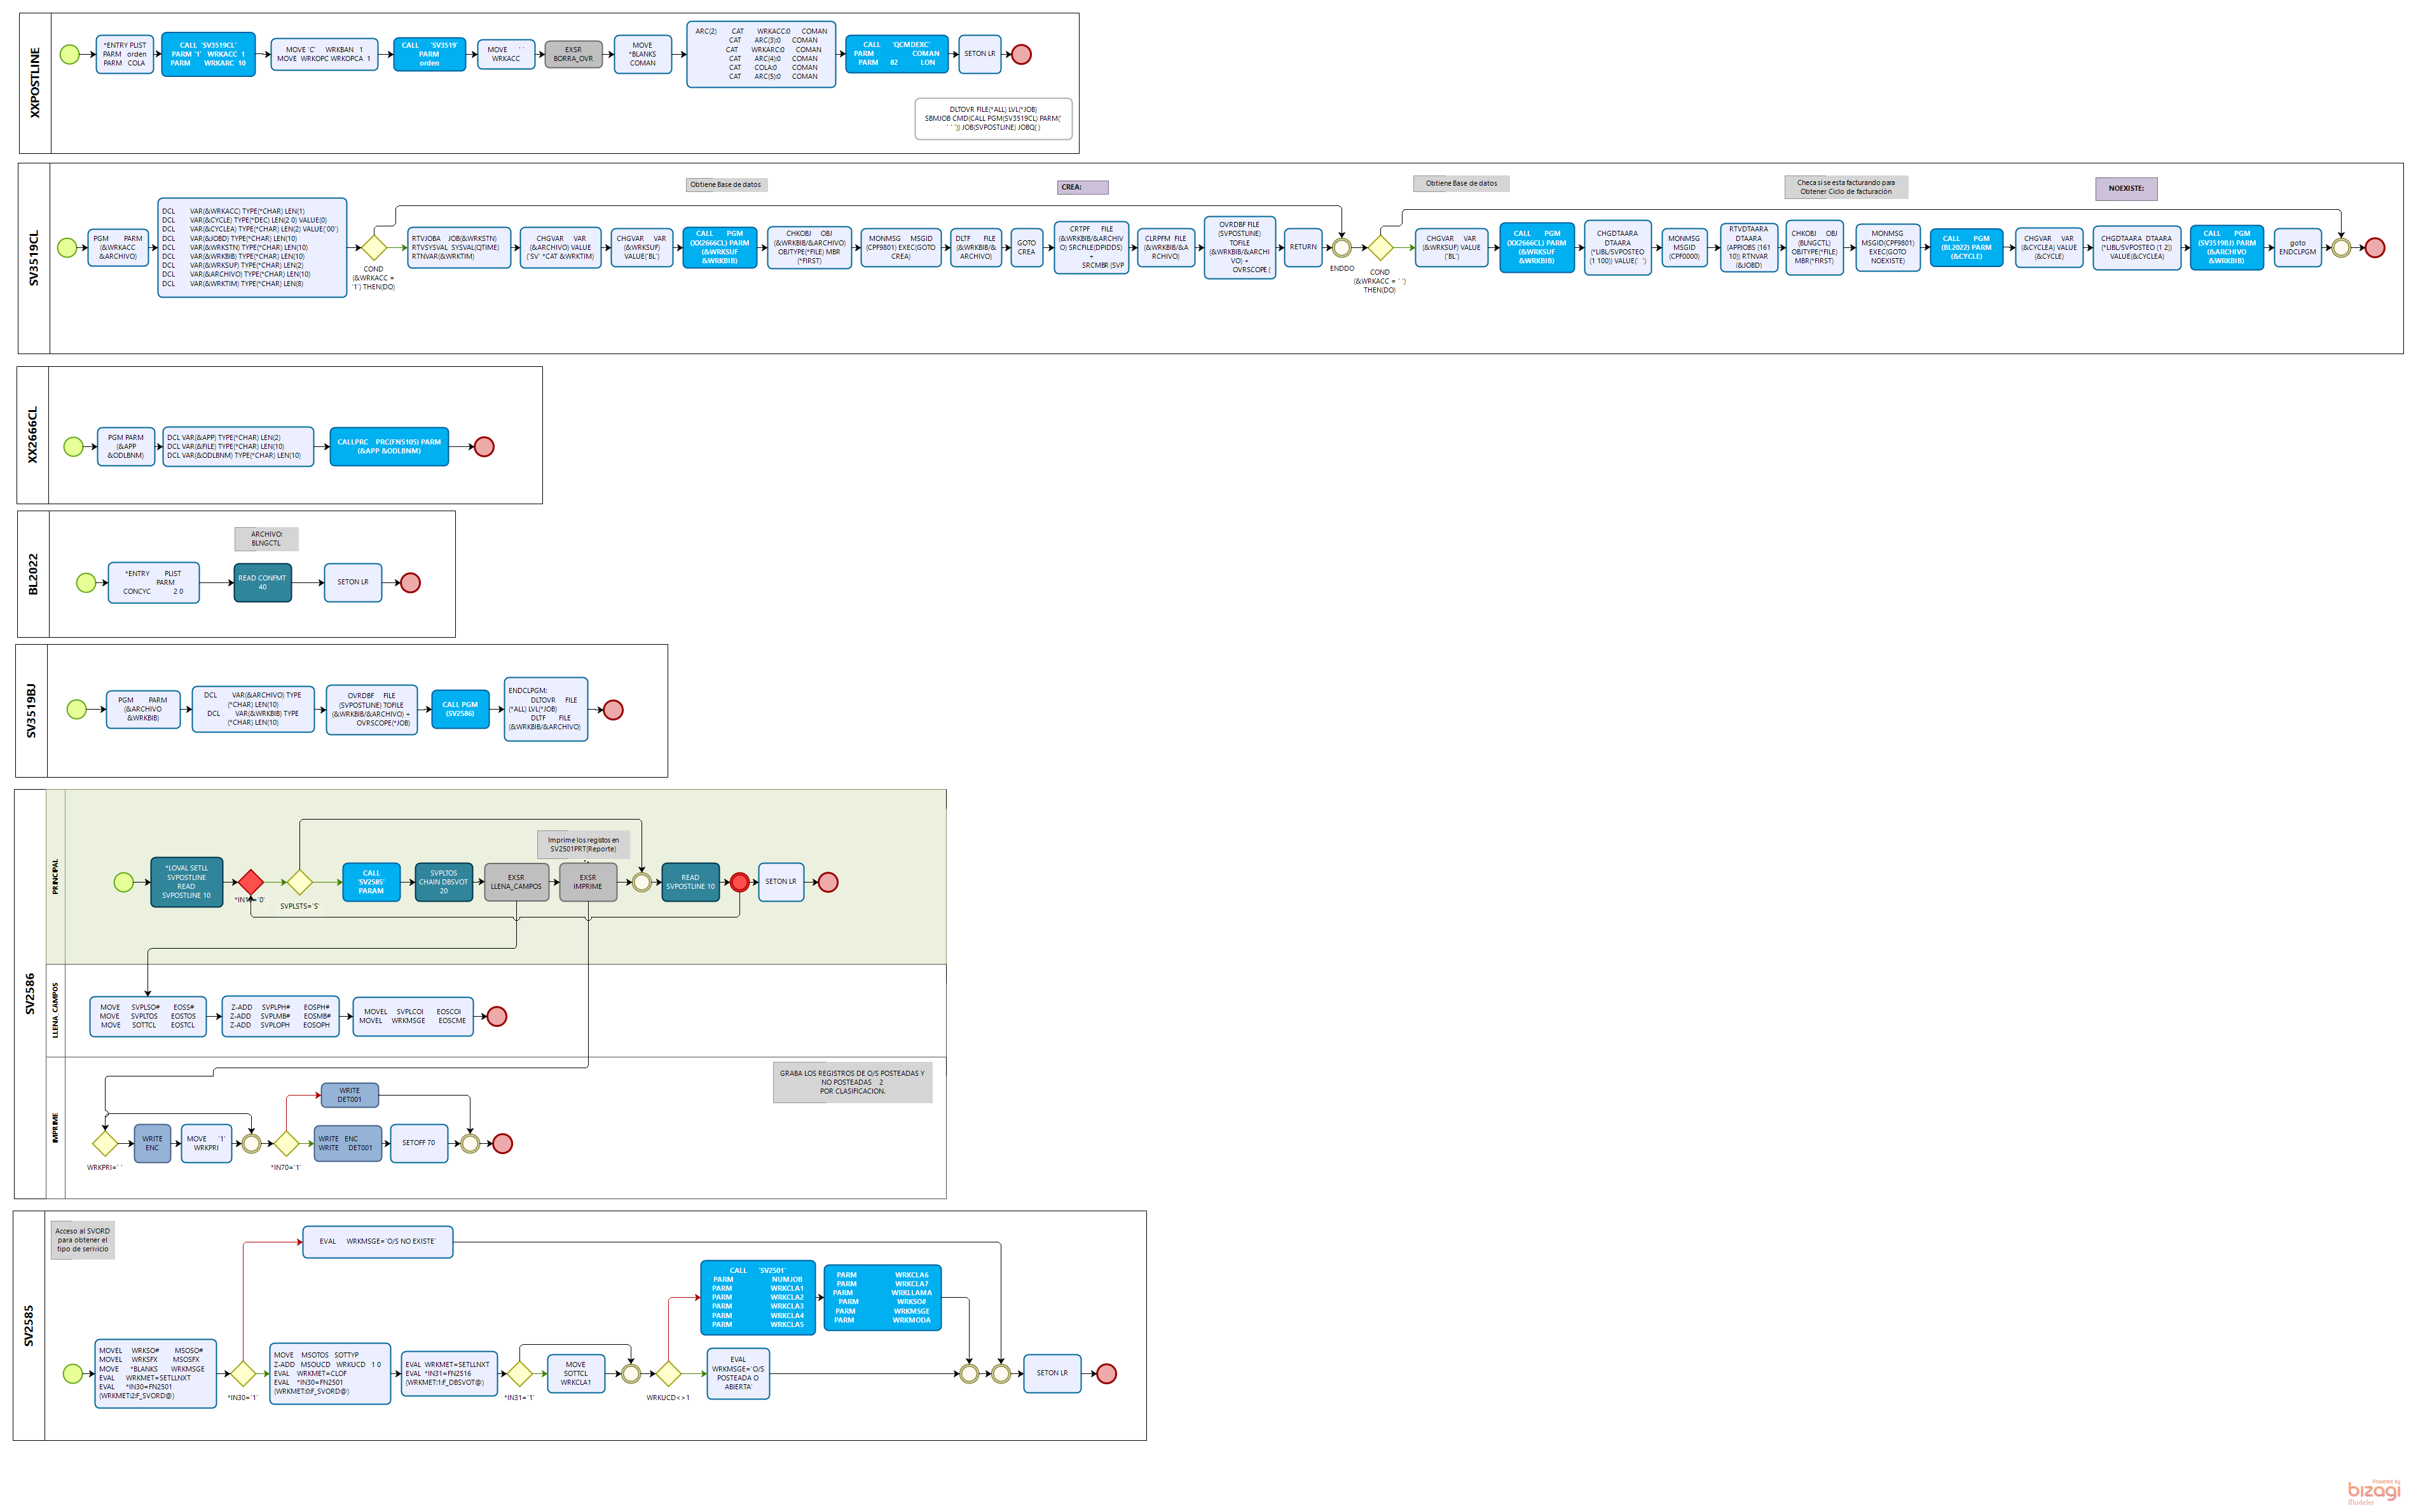 XXPOSTLINE
*ENTRY PLIST
PARM orden
PARM COLA
CALL 'SV3519CL'
PARM '1' WRKACC 1
PARM WRKARC 10
MOVE 'C' WRKBAN 1
MOVE WRKOPC WRKOPCA 1
CALL 'SV3519'
PARM
orden
MOVE ' '
WRKACC
EXSR
BORRA_OVR
MOVE
*BLANKS
COMAN
ARC(2) CAT WRKACC:0 COMAN
CAT ARC(3):0 COMAN
CAT WRKARC:0 COMAN
CAT ARC(4):0 COMAN
CAT COLA:0 COMAN
CAT ARC(5):0 COMAN
CALL 'QCMDEXC'
PARM COMAN
PARM 82 LON
SETON LR
DLTOVR FILE(*ALL) LVL(*JOB)
SBMJOB CMD(CALL PGM(SV3519CL) PARM('
' ' ')) JOB(SVPOSTLINE) JOBQ( )
SV3519CL
PGM PARM
(&WRKACC
&ARCHIVO)
DCL VAR(&WRKACC) TYPE(*CHAR) LEN(1)
DCL VAR(&CYCLE) TYPE(*DEC) LEN(2 0) VALUE(0)
DCL VAR(&CYCLEA) TYPE(*CHAR) LEN(2) VALUE('00')
DCL VAR(&JOBD) TYPE(*CHAR) LEN(10)
DCL VAR(&WRKSTN) TYPE(*CHAR) LEN(10)
DCL VAR(&WRKBIB) TYPE(*CHAR) LEN(10)
DCL VAR(&WRKSUF) TYPE(*CHAR) LEN(2)
DCL VAR(&ARCHIVO) TYPE(*CHAR) LEN(10)
DCL VAR(&WRKTIM) TYPE(*CHAR) LEN(8)
COND
(&WRKACC =
'1') THEN(DO)
RTVJOBA JOB(&WRKSTN)
RTVSYSVAL SYSVAL(QTIME)
RTNVAR(&WRKTIM)
CHGVAR VAR
(&ARCHIVO) VALUE
('SV' *CAT &WRKTIM)
CHGVAR VAR
(&WRKSUF)
VALUE('BL')
Obtiene Base de datos
CALL PGM
(XX2666CL) PARM
(&WRKSUF
&WRKBIB)
CHKOBJ OBJ
(&WRKBIB/&ARCHIVO)
OBJTYPE(*FILE) MBR
(*FIRST)
MONMSG MSGID
(CPF9801) EXEC(GOTO
CREA)
DLTF FILE
(&WRKBIB/&
ARCHIVO)
GOTO
CREA
CREA:
CRTPF FILE
(&WRKBIB/&ARCHIV
O) SRCFILE(DPIDDS)
+
SRCMBR (SVP
CLRPFM FILE
(&WRKBIB/&A
RCHIVO)
OVRDBF FILE
(SVPOSTLINE)
TOFILE
(&WRKBIB/&ARCHI
VO) +
OVRSCOPE (
RETURN
ENDDO
COND
(&WRKACC = ' ')
THEN(DO)
CHGVAR VAR
(&WRKSUF) VALUE
('BL')
Obtiene Base de datos
CALL PGM
(XX2666CL) PARM
(&WRKSUF
&WRKBIB)
CHGDTAARA
DTAARA
(*LIBL/SVPOSTEO
(1 100)) VALUE(' ')
MONMSG
MSGID
(CPF0000)
RTVDTAARA
DTAARA
(APPJOBS (161
10)) RTNVAR
(&JOBD)
Checa si se esta facturando para
Obtener Ciclo de facturación
CHKOBJ OBJ
(BLNGCTL)
OBJTYPE(*FILE)
MBR(*FIRST)
MONMSG
MSGID(CPF9801)
EXEC(GOTO
NOEXISTE)
CALL PGM
(BL2022) PARM
(&CYCLE)
CHGVAR VAR
(&CYCLEA) VALUE
(&CYCLE)
NOEXISTE:
CHGDTAARA DTAARA
(*LIBL/SVPOSTEO (1 2))
VALUE(&CYCLEA)
CALL PGM
(SV3519BJ) PARM
(&ARCHIVO
&WRKBIB)
goto
ENDCLPGM
XX2666CL
PGM PARM
(&APP
&ODLBNM)
DCL VAR(&APP) TYPE(*CHAR) LEN(2)
DCL VAR(&FILE) TYPE(*CHAR) LEN(10)
DCL VAR(&ODLBNM) TYPE(*CHAR) LEN(10)
CALLPRC PRC(FN5105) PARM
(&APP &ODLBNM)
BL2022
*ENTRY PLIST
PARM
CONCYC 2 0
ARCHIVO:
BLNGCTL
READ CONFMT
40
SETON LR
SV3519BJ
PGM PARM
(&ARCHIVO
&WRKBIB)
DCL VAR(&ARCHIVO) TYPE
(*CHAR) LEN(10)
DCL VAR(&WRKBIB) TYPE
(*CHAR) LEN(10)
OVRDBF FILE
(SVPOSTLINE) TOFILE
(&WRKBIB/&ARCHIVO) +
OVRSCOPE(*JOB)
CALL PGM
(SV2586)
ENDCLPGM:
DLTOVR FILE
(*ALL) LVL(*JOB)
DLTF FILE
(&WRKBIB/&ARCHIVO)
SV2586
PRINCIPAL
*LOVAL SETLL
SVPOSTLINE
READ
SVPOSTLINE 10
SVPLSTS='S'
CALL
'SV2585'
PARAM
SVPLTOS
CHAIN DBSVOT
20
EXSR
LLENA_CAMPOS
Imprime los registos en
SV2501PRT(Reporte)
EXSR
IMPRIME
READ
SVPOSTLINE 10
SETON LR
LLENA_CAMPOS
MOVE SVPLSO# EOSS#
MOVE SVPLTOS EOSTOS
MOVE SOTTCL EOSTCL
Z-ADD SVPLPH# EOSPH#
Z-ADD SVPLMB# EOSMB#
Z-ADD SVPLOPH EOSOPH
MOVEL SVPLCOI EOSCOI
MOVEL WRKMSGE EOSCME
IMPRIME
GRABA LOS REGISTROS DE O/S POSTEADAS Y
NO POSTEADAS 2
POR CLASIFICACION.
WRKPRI=' '
WRITE
ENC
MOVE '1'
WRKPRI
*IN70='1'
WRITE
DET001
WRITE ENC
WRITE DET001
SETOFF 70
SV2585
Acceso al SVORD
para obtener el
tipo de serivicio
MOVEL WRKSO# MSOSO#
MOVEL WRKSFX MSOSFX
MOVE *BLANKS WRKMSGE
EVAL WRKMET=SETLLNXT
EVAL *IN30=FN2501
(WRKMET:2:F_SVORD@)
*IN30='1'
EVAL WRKMSGE='O/S NO EXISTE'
MOVE MSOTOS SOTTYP
Z-ADD MSOUCD WRKUCD 1 0
EVAL WRKMET=CLOF
EVAL *IN30=FN2501
(WRKMET:0:F_SVORD@)
EVAL WRKMET=SETLLNXT
EVAL *IN31=FN2516
(WRKMET:1:F_DBSVOT@)
*IN31='1'
MOVE
SOTTCL
WRKCLA1
WRKUCD<>1
CALL 'SV2501'
PARM NUMJOB
PARM WRKCLA1
PARM WRKCLA2
PARM WRKCLA3
PARM WRKCLA4
PARM WRKCLA5
PARM WRKCLA6
PARM WRKCLA7
PARM WRKLLAMA
PARM WRKSO#
PARM WRKMSGE
PARM WRKMODA
EVAL
WRKMSGE='O/S
POSTEADA O
ABIERTA'
SETON LR
Powered by
bizagi
Modeler